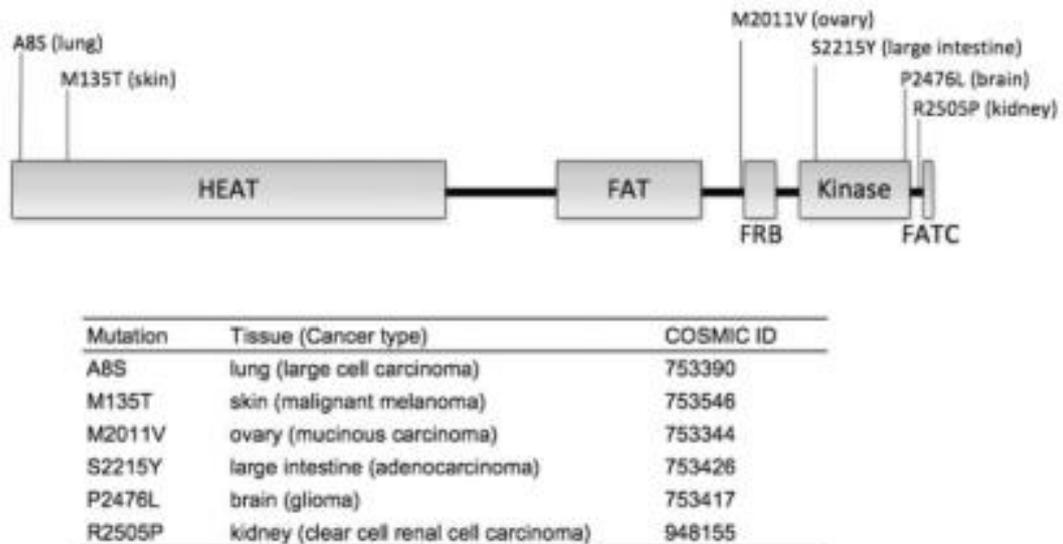 M2011V (ovary)
A8S (lung)
S2215Y (large intestine)
M135T (skin)
P2476L (brain)
R2505P (kidney)
HEAT
FAT
Kinase
FRB
FATC
Mutation Tissue (Cancer type) COSMIC ID
A8S lung (large cell carcinoma) 753390
M135T skin (malignant melanoma) 753546
M2011V ovary (mucinous carcinoma) 753344
S2215Y large intestine (adenocarcinoma) 753426
P2476L brain (glioma) 753417
R2505P kidney (clear cell renal cell carcinoma) 948155